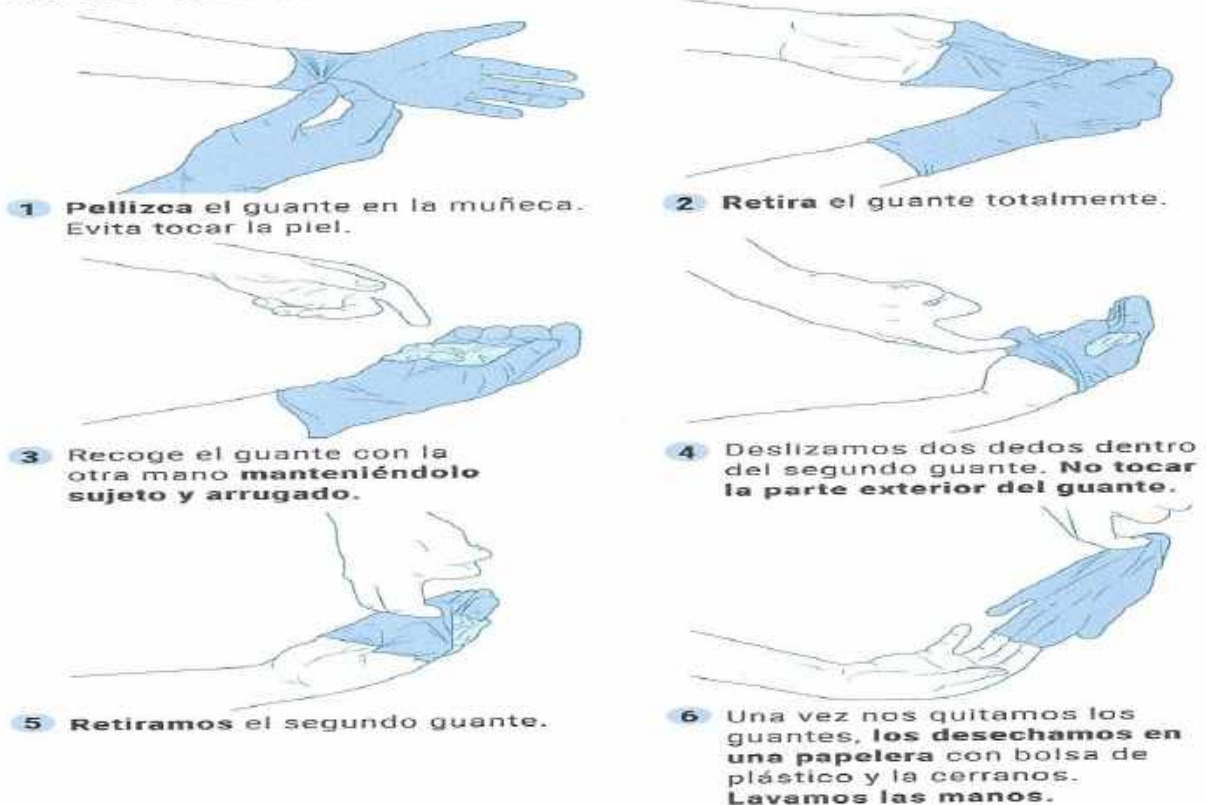 1 Pellizca el guante en la muñeca.
Evita tocar la piel.
2 Retira el guante totalmente.
3 Recoge el guante con la
otra mano manteniéndolo
sujeto y arrugado.
4 Deslizamos dos dedos dentro
del segundo guante. No tocar
la parte exterior del guante.
5 Retiramos el segundo guante.
6 Una vez nos quitamos los
guantes, los desechamos en
una papelera con bolsa de
plástico y la cerranos.
Lavamos las manos.